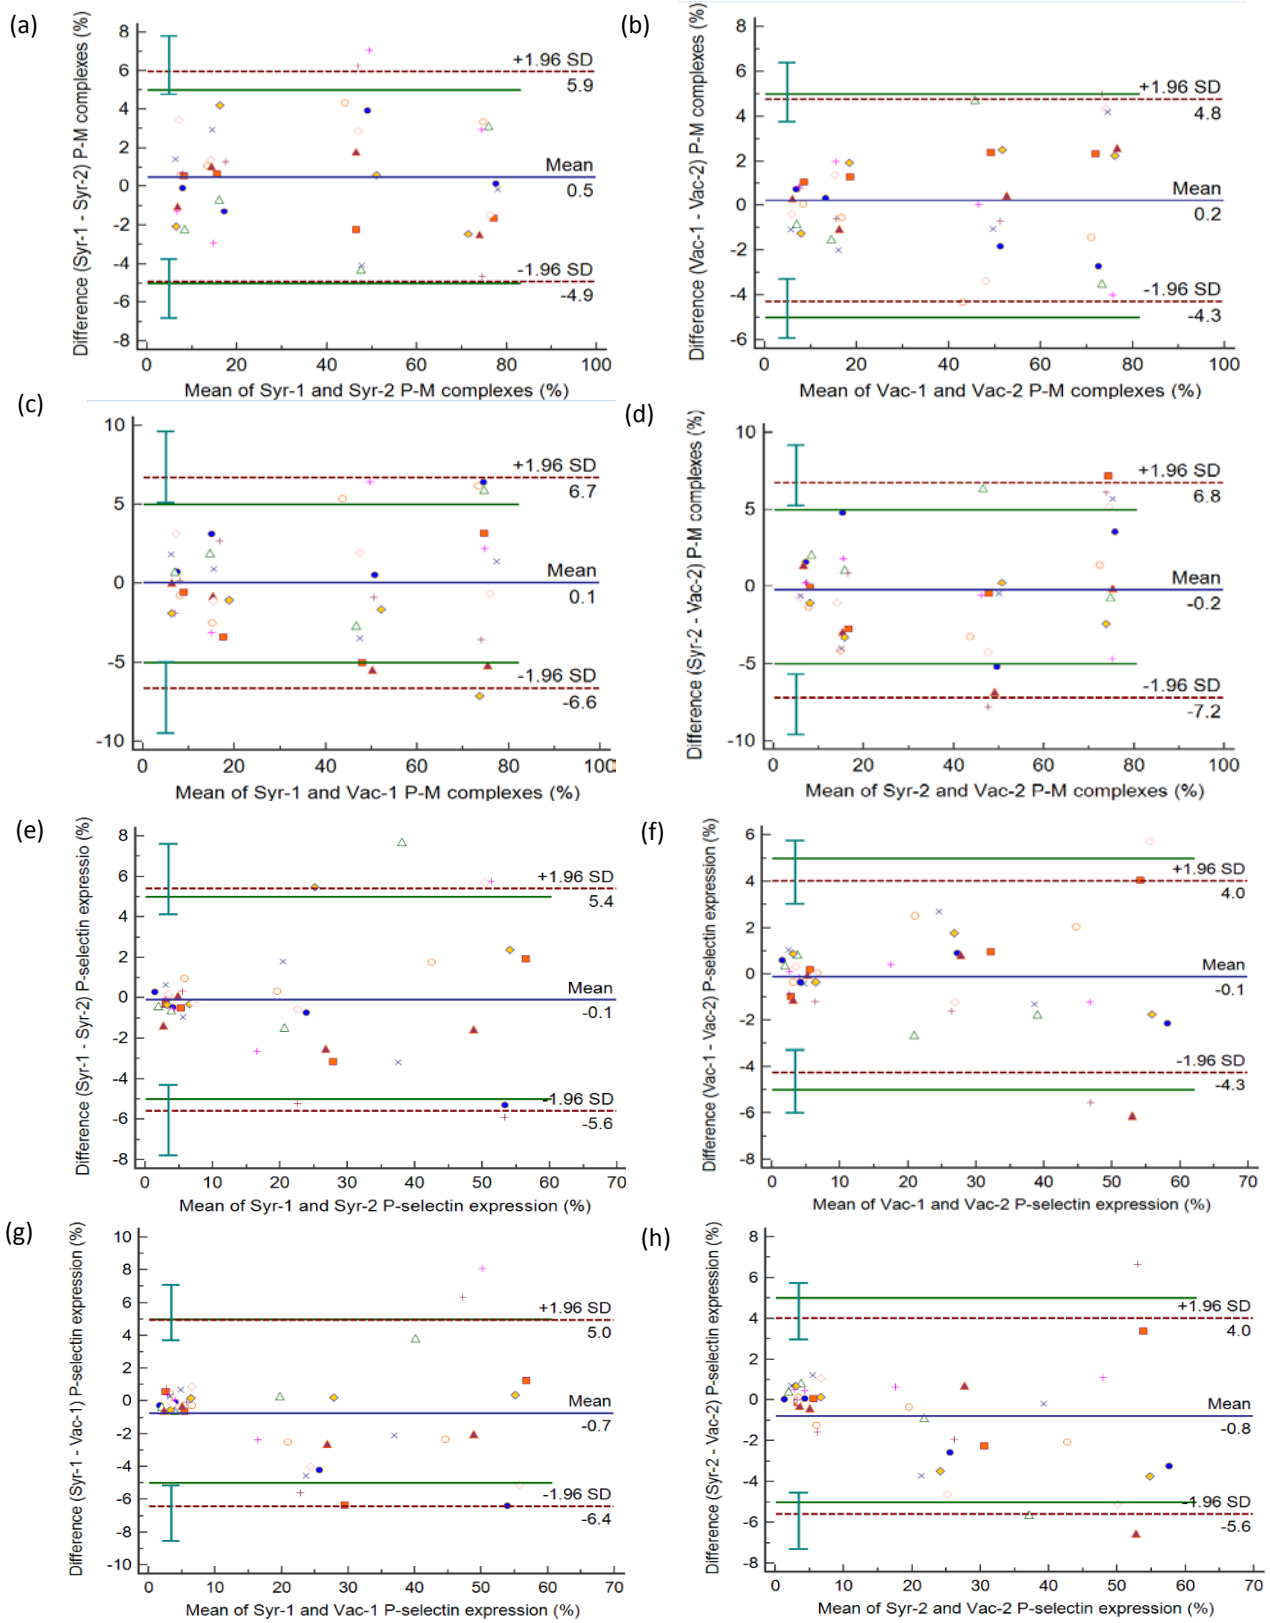 (a)
Difference (Syr-1 - Syr-2) P-M complexes (%)
8
6
4
2
0
-2
-4
-6
-8
+1.96 SD
5.9
Mean
0.5
-1.96 SD
-4.9
0 20 40 60 80 100
Mean of Syr-1 and Syr-2 P-M complexes (%)
(b)
Difference (Vac-1 - Vac-2) P-M complexes (%)
8
6
4
2
0
-2
-4
-6
+1.96 SD
4.8
Mean
0.2
-1.96 SD
-4.3
0 20 40 60 80 100
Mean of Vac-1 and Vac-2 P-M complexes (%)
(c)
10
5
0
-5
-10
+1.96 SD
6.7
Mean
0.1
-1.96 SD
-6.6
0 20 40 60 80 100
Mean of Syr-1 and Vac-1 P-M complexes (%)
(d)
Difference (Syr-2 - Vac-2) P-M complexes (%)
10
5
0
-5
-10
+1.96 SD
6.8
Mean
-0.2
-1.96 SD
-7.2
0 20 40 60 80 100
Mean of Syr-2 and Vac-2 P-M complexes (%)
(e)
Difference (Syr-1 - Syr-2) P-selectin expressio (%)
8
6
4
2
0
-2
-4
-6
-8
+1.96 SD
5.4
Mean
-0.1
-1.96 SD
-5.6
0 10 20 30 40 50 60 70
Mean of Syr-1 and Syr-2 P-selectin expression (%)
(f)
Difference (Vac-1 - Vac-2) P-selectin expression (%)
6
4
2
0
-2
-4
-6
-8
+1.96 SD
4.0
Mean
-0.1
-1.96 SD
-4.3
0 10 20 30 40 50 60 70
Mean of Vac-1 and Vac-2 P-selectin expression (%)
(g)
Difference (Syr-1 - Vac-1) P-selectin expression (%)
10
8
6
4
2
0
-2
-4
-6
-8
-10
+1.96 SD
5.0
Mean
-0.7
-1.96 SD
-6.4
0 10 20 30 40 50 60 70
Mean of Syr-1 and Vac-1 P-selectin expression (%)
(h)
Difference (Syr-2 - Vac-2) P-selectin expression (%)
8
6
4
2
0
-2
-4
-6
-8
+1.96 SD
4.0
Mean
-0.8
-1.96 SD
-5.6
0 10 20 30 40 50 60 70
Mean of Syr-2 and Vac-2 P-selectin expression (%)